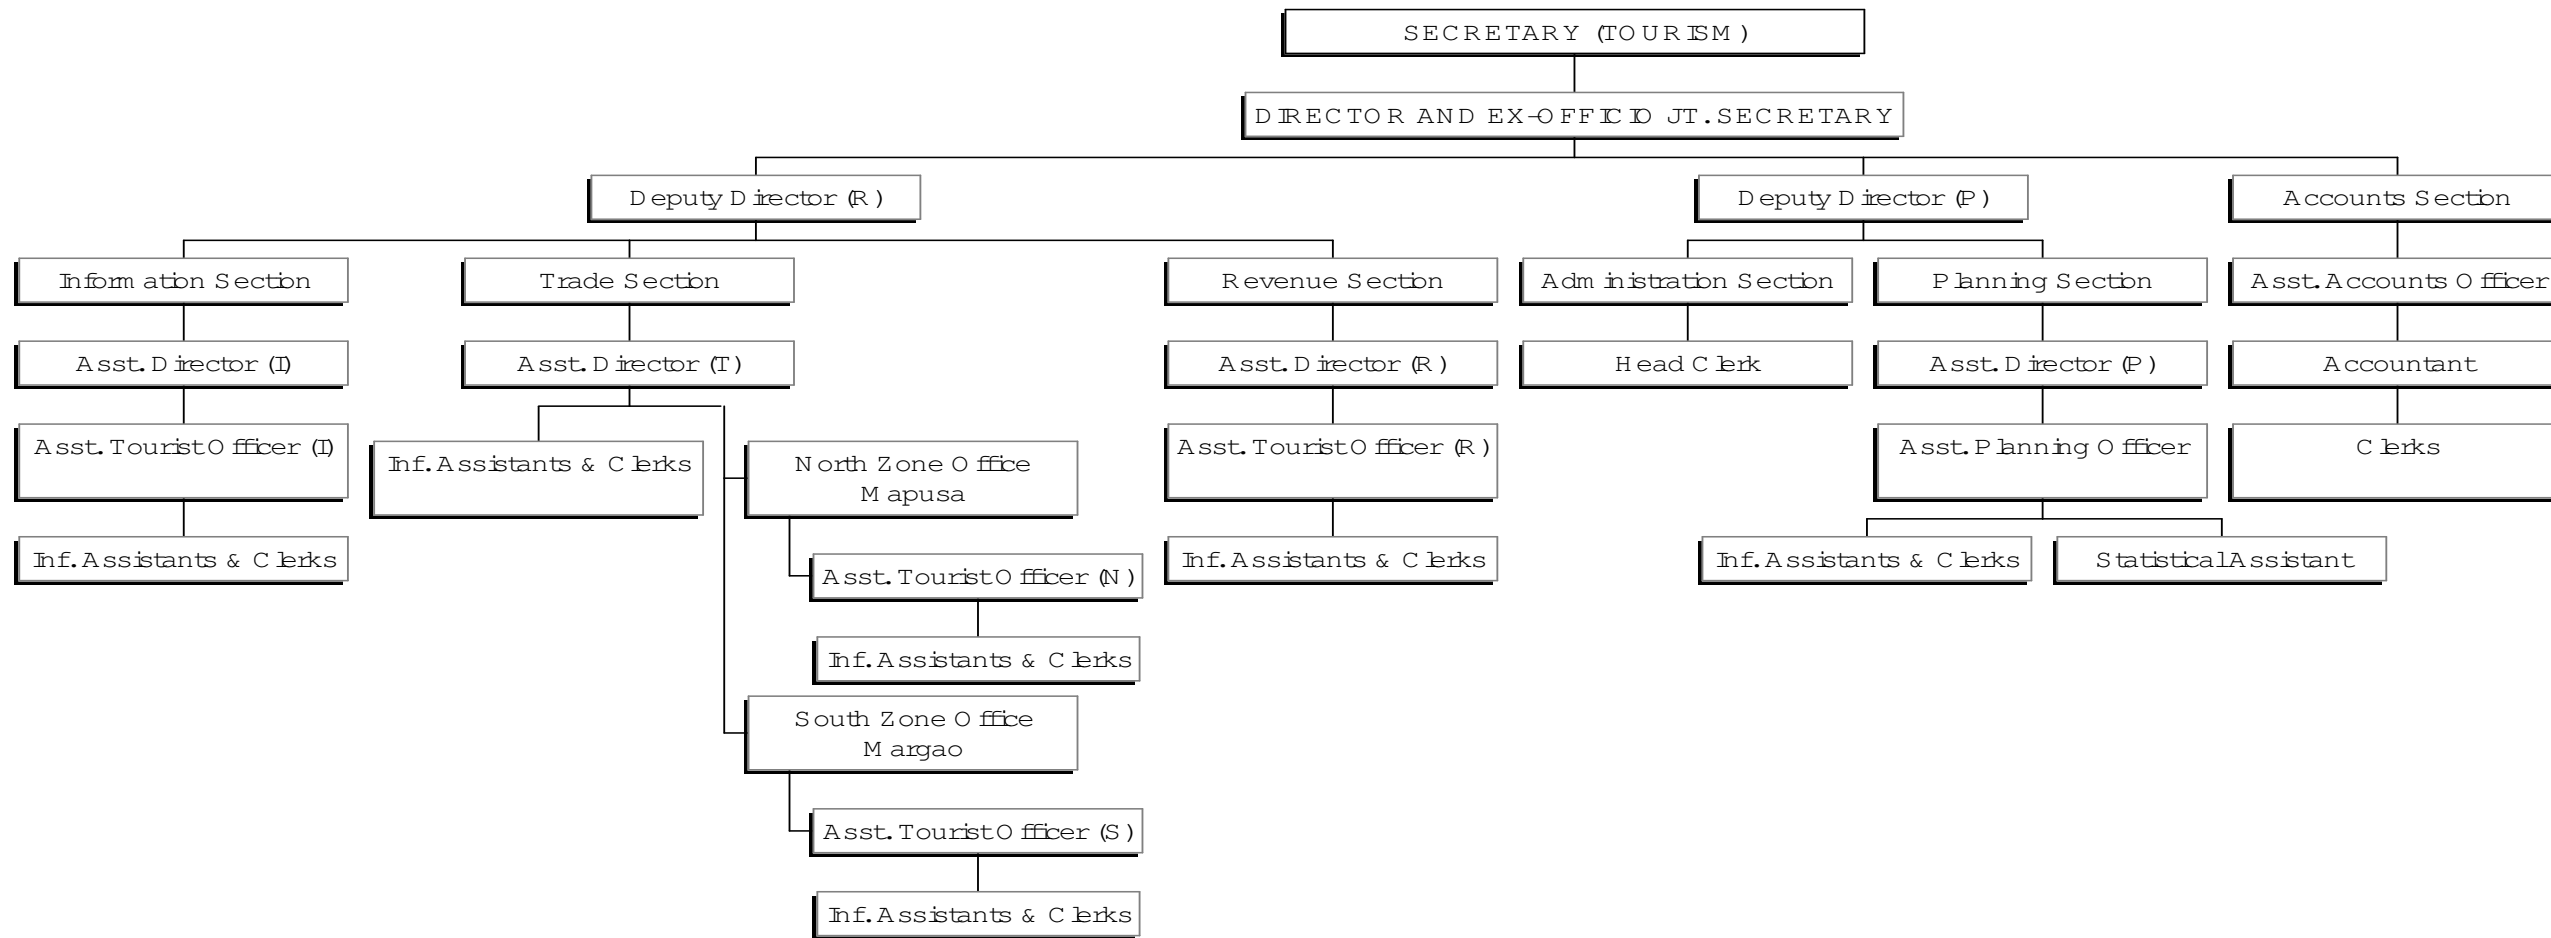 SECRETARY (TOURISM)
DIRECTOR AND EX-OFFICIO JT. SECRETARY
Deputy Director (R)
Deputy Director (P)
Accounts Section
Information Section
Trade Section
Revenue Section
Administration Section
Planning Section
Asst. Accounts Officer
Asst. Director (I)
Asst. Director (T)
Asst. Director (R)
Head Clerk
Asst. Director (P)
Accountant
Asst. Tourist Officer (I)
Inf. Assistants & Clerks
North Zone Office
Mapusa
Asst. Tourist Officer (R)
Asst. Planning Officer
Clerks
Inf. Assistants & Clerks
Asst. Tourist Officer (N)
Inf. Assistants & Clerks
Inf. Assistants & Clerks
Statistical Assistant
Inf. Assistants & Clerks
South Zone Office
Margao
Asst. Tourist Officer (S)
Inf. Assistants & Clerks